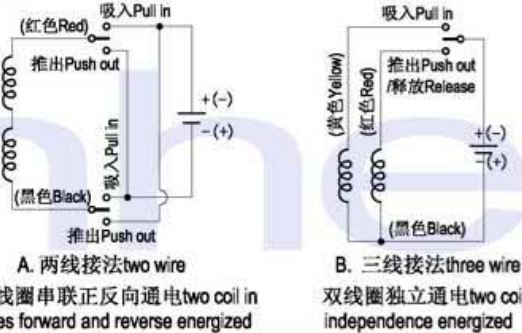 吸入Pull in
(红色Red)
推出Push out
+(-)
-(+)
吸入Pull in
(黑色Black)
推出Push out
A. 两线接法two wire
线圈串联正反向通电two coil in
es forward and reverse energized
吸入Pull in
推出Push out
/释放Release
(黄色Yellow)
(红色Red)
+(-)
-(+)
(黑色Black)
B. 三线接法three wire
双线圈独立通电two coil
independence energized